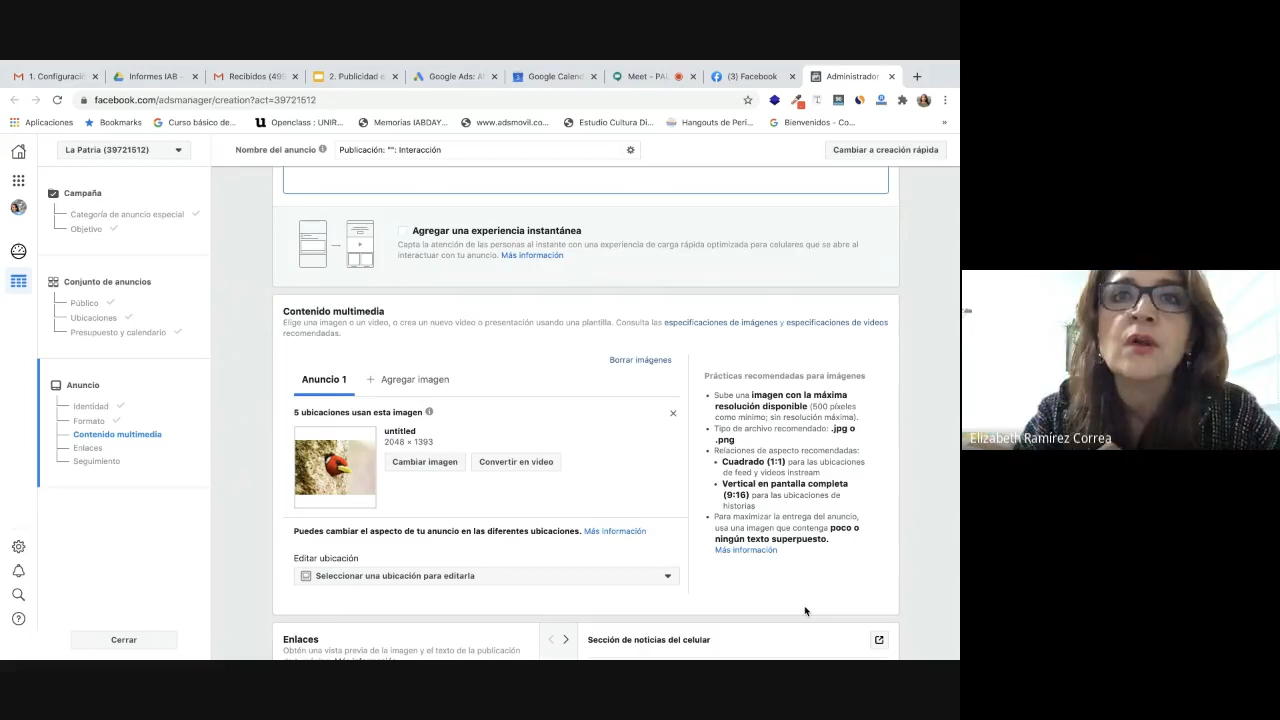 1. Configuraci
Informes IAB -
Recibidos (495
2. Publicidad e
Google Ads: A
Google Calend
Meet – PAL
(3) Facebook
Administrador
facebook.com/adsmanager/creation?act=39721512
Aplicaciones
Bookmarks
Curso básico de...
Openclass : UNIR...
Memorias IABDAY...
www.adsmovil.co...
Estudio Cultura Di...
Hangouts de Peri...
Bienvenidos - Co...
»
La Patria (39721512)
Nombre del anuncio
Publicación: "": Interacción
Cambiar a creación rápida
Campaña
Categoría de anuncio especial
Objetivo
Conjunto de anuncios
Público
Ubicaciones
Presupuesto y calendario
Anuncio
Identidad
Formato
Contenido multimedia
Enlaces
Seguimiento
Cerrar
Agregar una experiencia instantánea
Capta la atención de las personas al instante con una experiencia de carga rápida optimizada para celulares que se abre al
interactuar con tu anuncio. Más información
Contenido multimedia
Elige una imagen o un video, o crea un nuevo video o presentación usando una plantilla. Consulta las especificaciones de imágenes y especificaciones de videos
recomendadas.
Borrar imágenes
Anuncio 1
+ Agregar imagen
5 ubicaciones usan esta imagen
untitled
2048 × 1393
Cambiar imagen
Convertir en video
Puedes cambiar el aspecto de tu anuncio en las diferentes ubicaciones. Más información
Editar ubicación
Seleccionar una ubicación para editarla
Prácticas recomendadas para imágenes
• Sube una imagen con la máxima
resolución disponible (500 píxeles
como mínimo; sin resolución máxima).
• Tipo de archivo recomendado: .jpg o
.png
• Relaciones de aspecto recomendadas:
• Cuadrado (1:1) para las ubicaciones
de feed y videos instream
• Vertical en pantalla completa
(9:16) para las ubicaciones de
historias
• Para maximizar la entrega del anuncio,
usa una imagen que contenga poco o
ningún texto superpuesto.
Más información
Enlaces
Obtén una vista previa de la imagen y el texto de la publicación
Sección de noticias del celular
Elizabeth Ramírez Correa